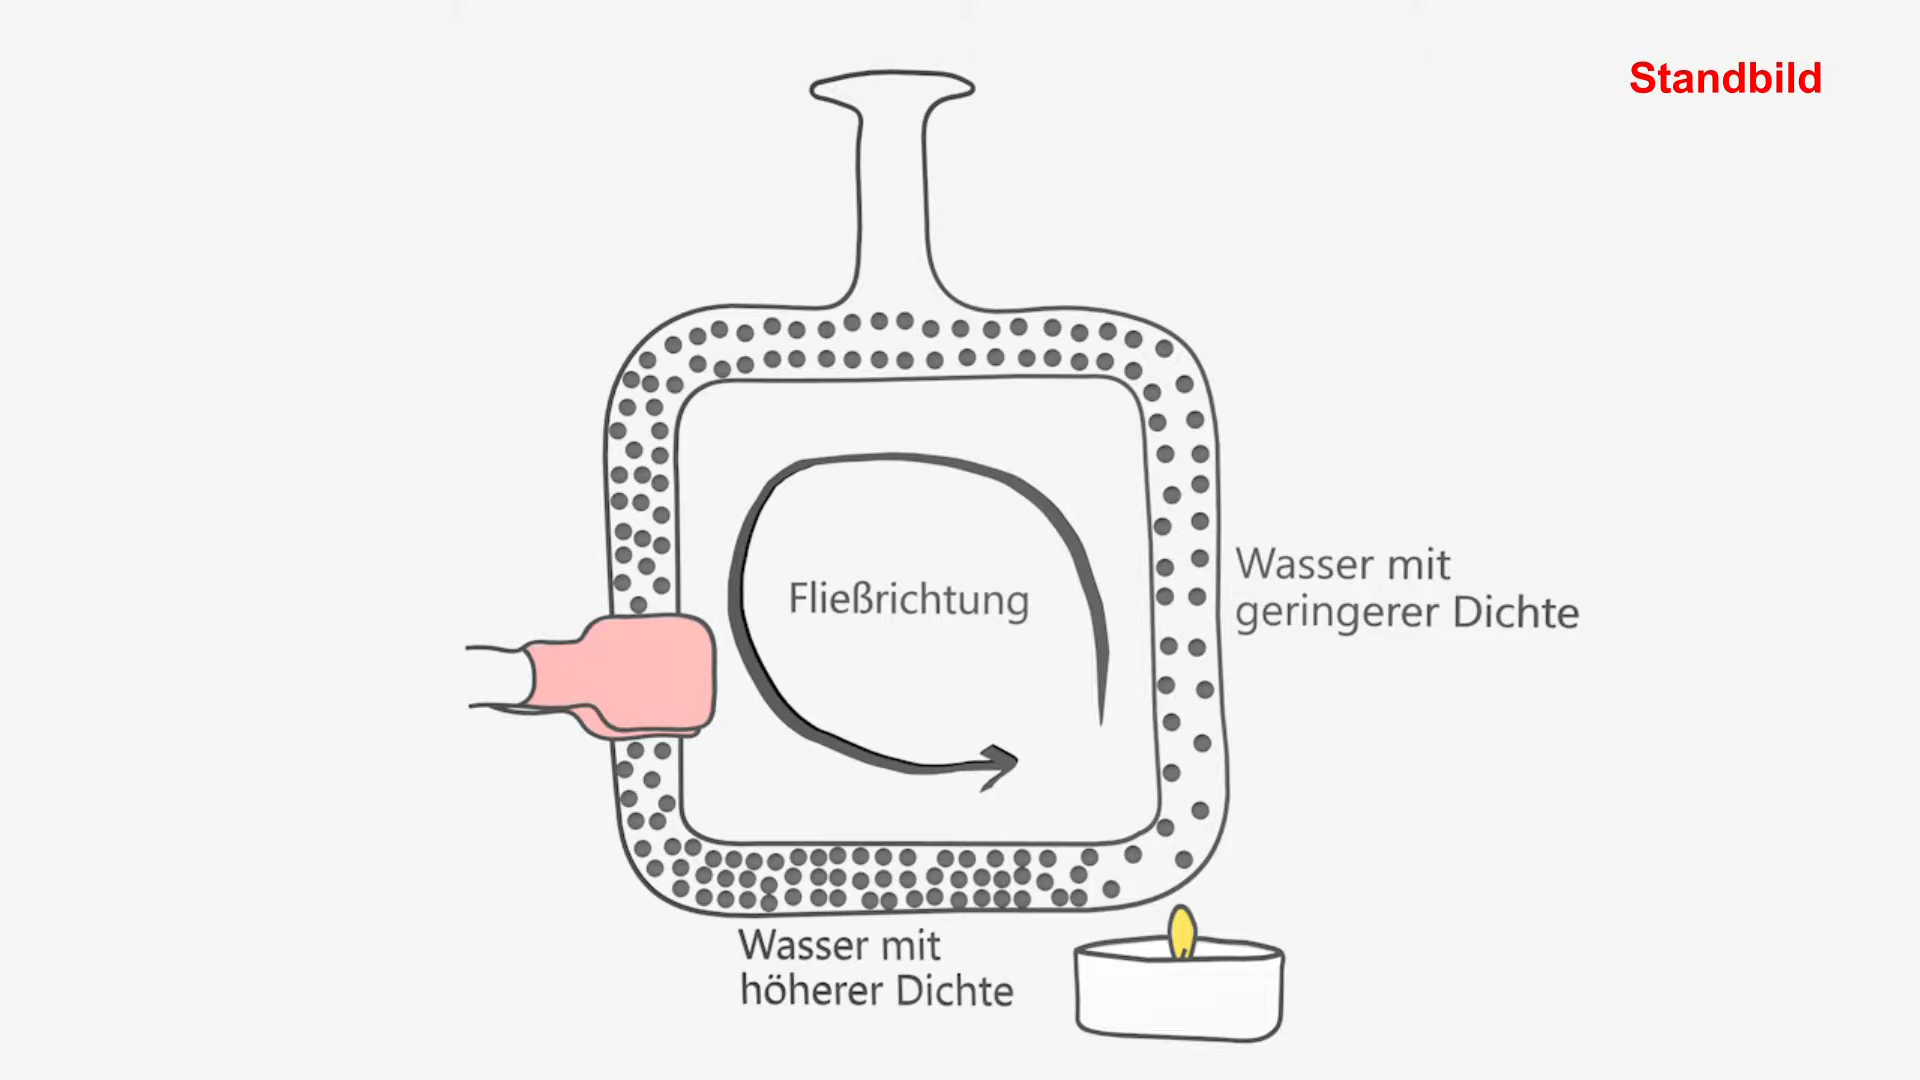 Standbild
Fließrichtung
Wasser mit
geringerer Dichte
Wasser mit
höherer Dichte